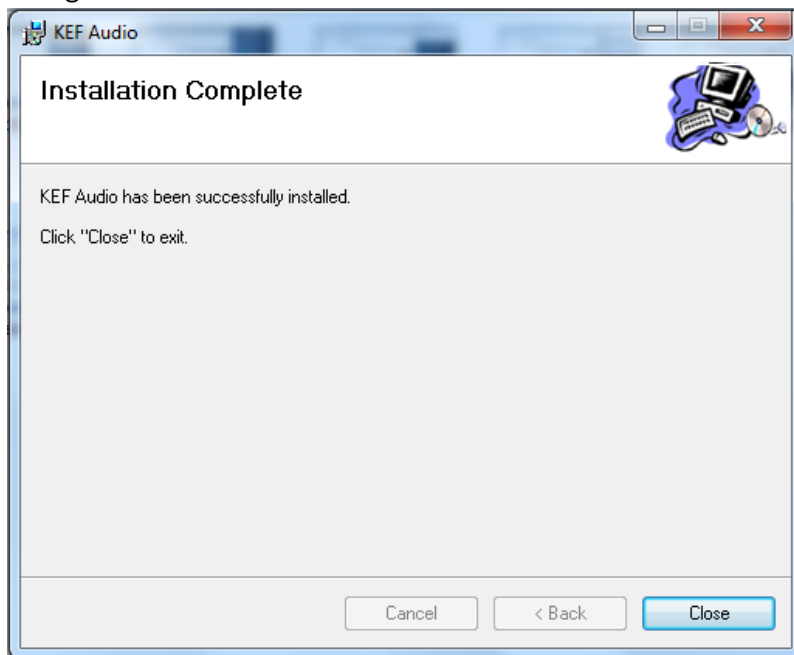 KEF Audio
Installation Complete
KEF Audio has been successfully installed.
Click "Close" to exit.
Cancel
< Back
Close